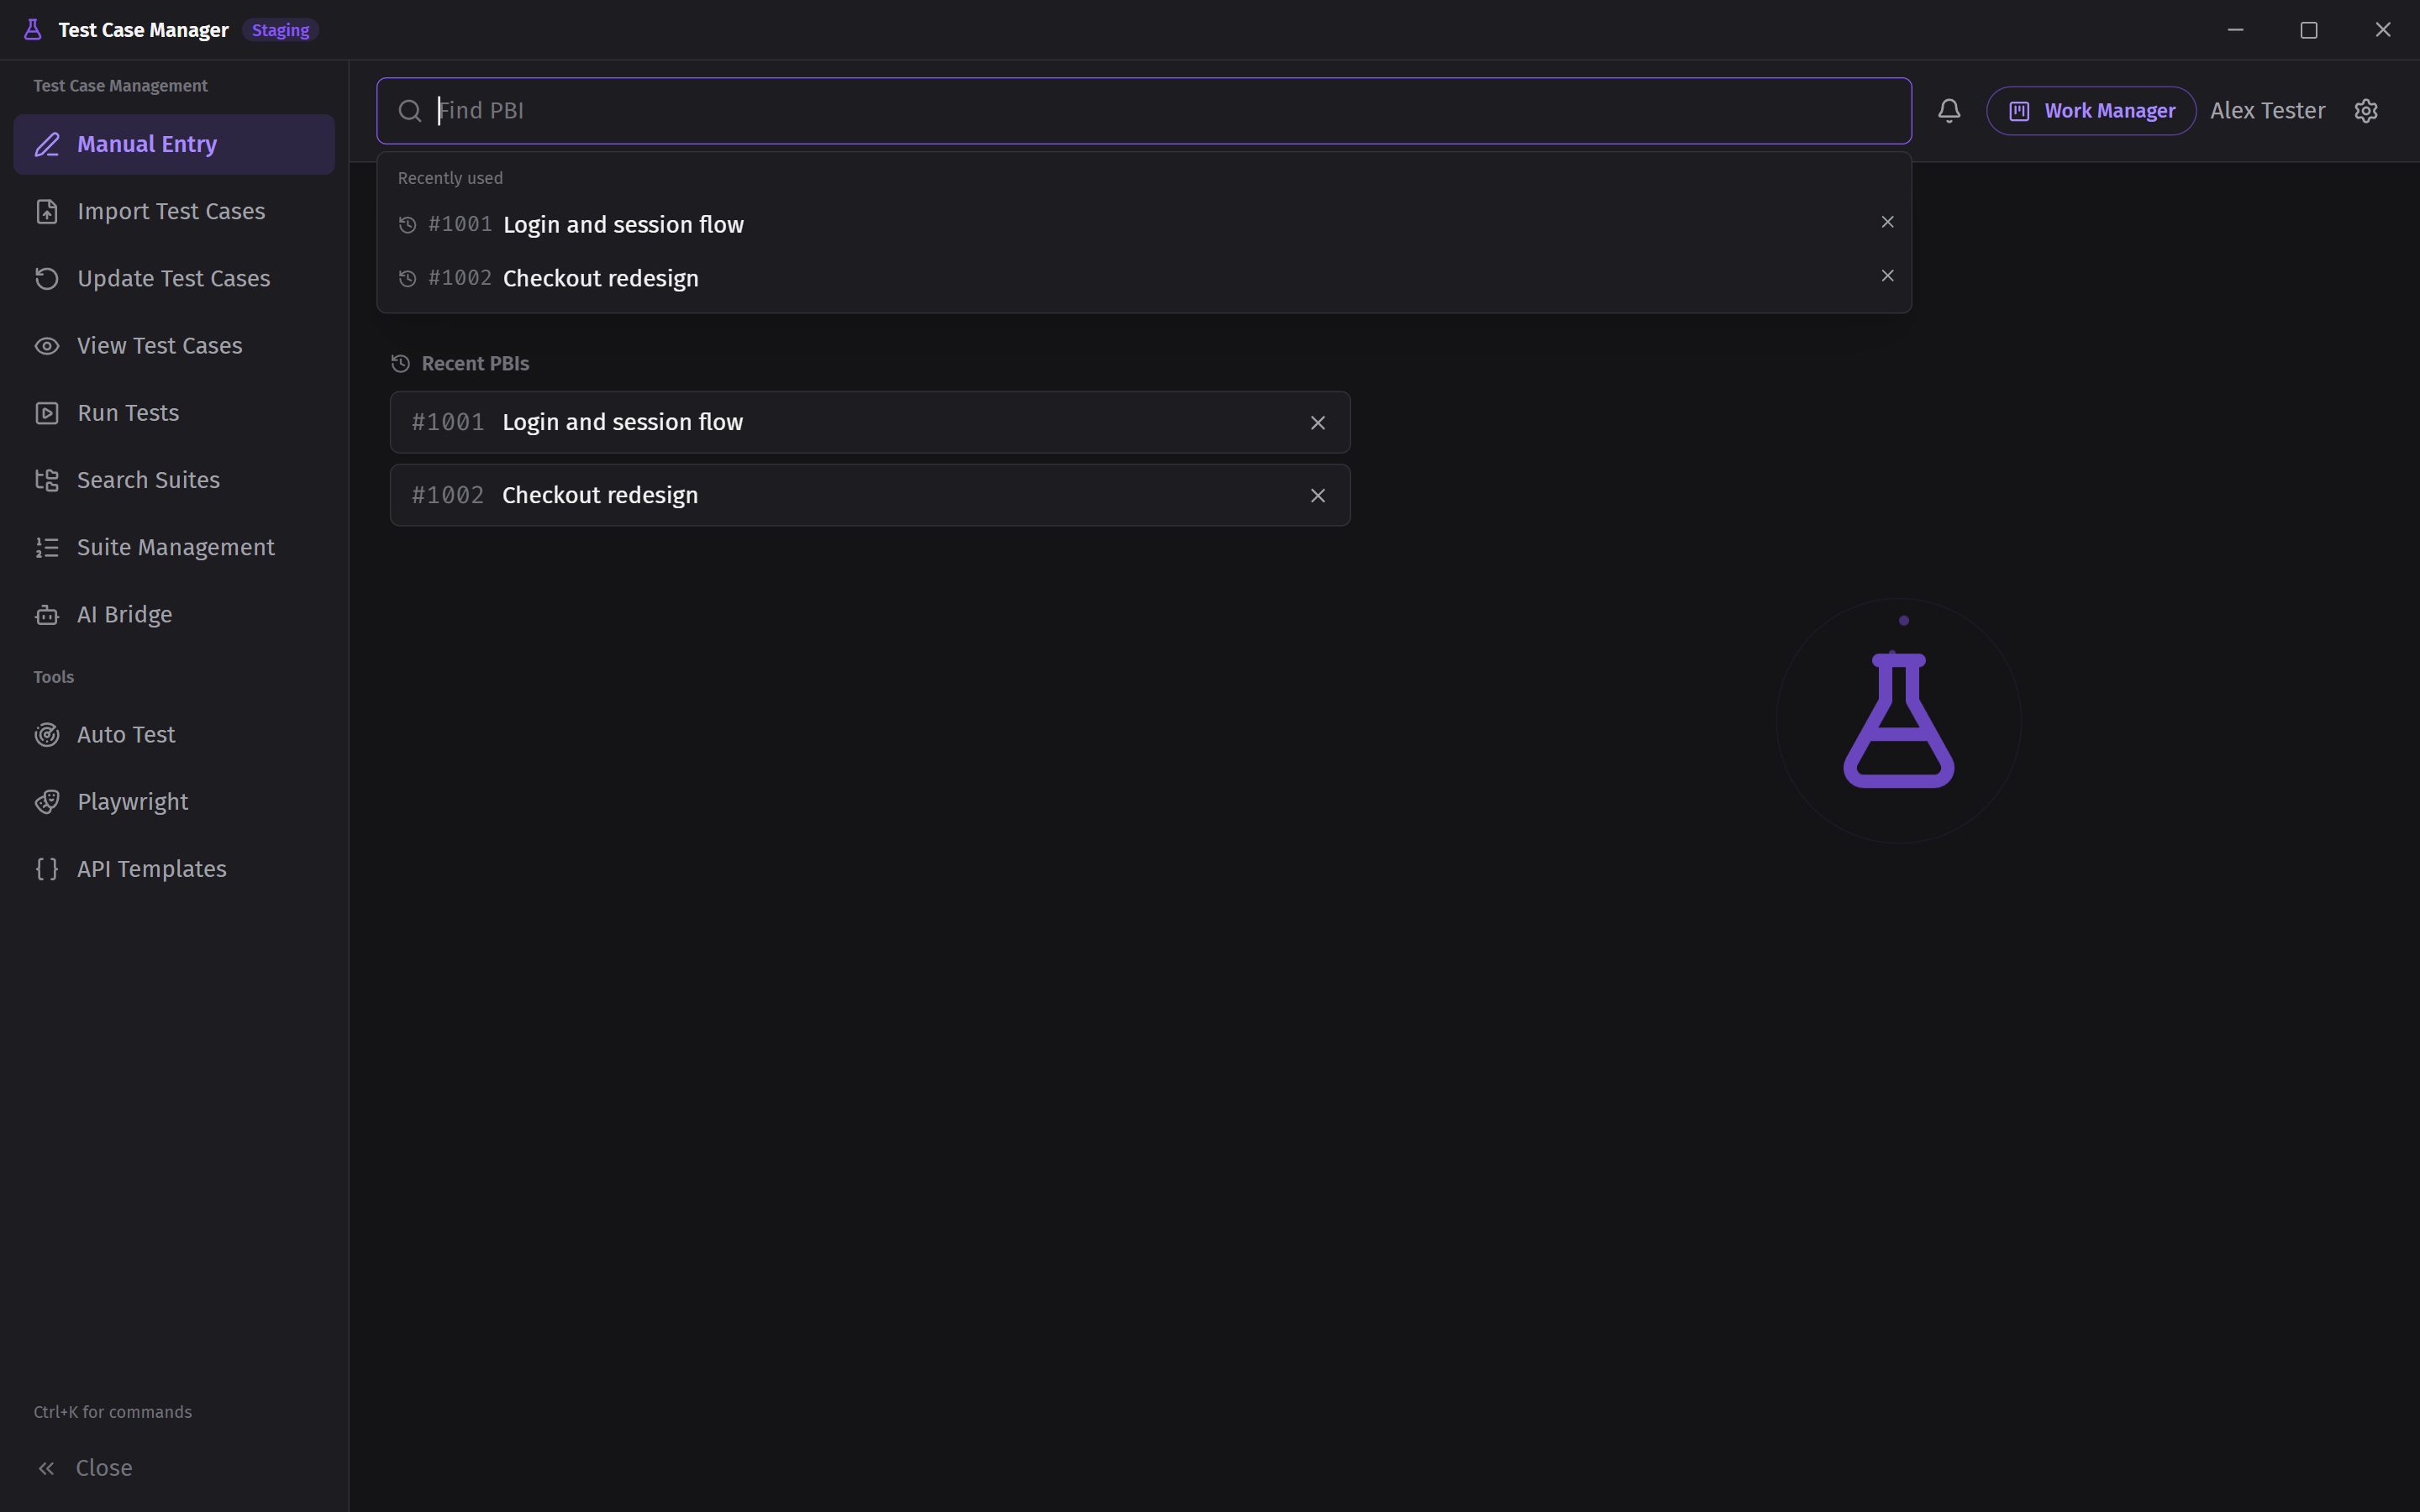 Test Case Manager Staging
Test Case Management
Manual Entry
Import Test Cases
Update Test Cases
View Test Cases
Run Tests
Search Suites
Suite Management
AI Bridge
Tools
Auto Test
Playwright
API Templates
Ctrl+K for commands
Close
Find PBI
Work Manager
Alex Tester
Recently used
#1001 Login and session flow
#1002 Checkout redesign
Recent PBIs
#1001 Login and session flow
#1002 Checkout redesign